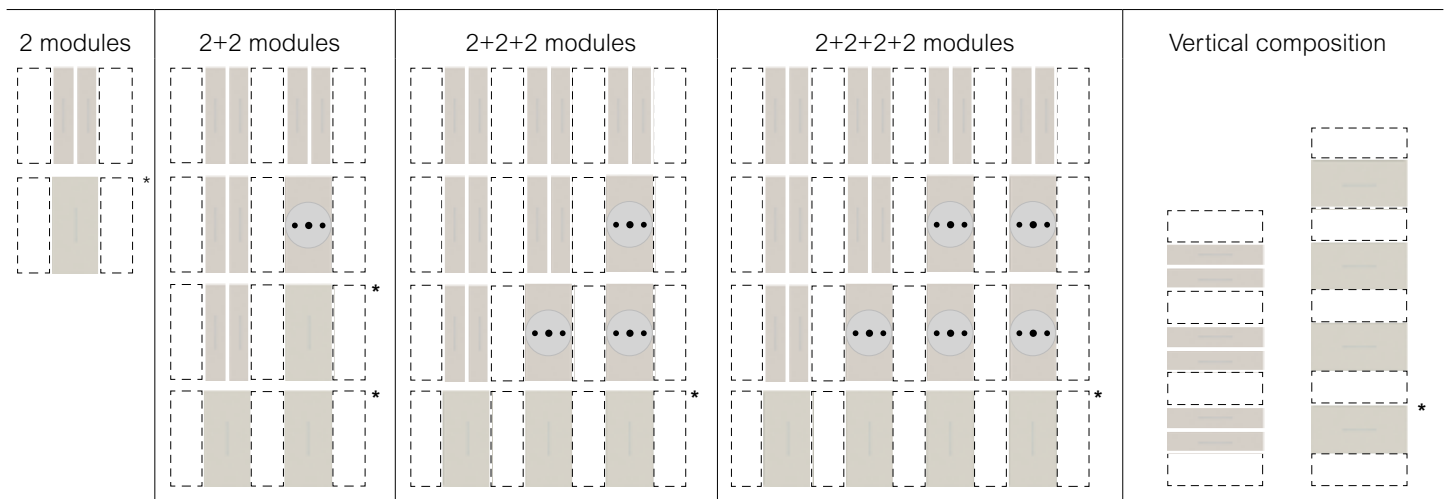 2 modules
2+2 modules
2+2+2 modules
2+2+2+2 modules
Vertical composition
*
*
*
*
*
*